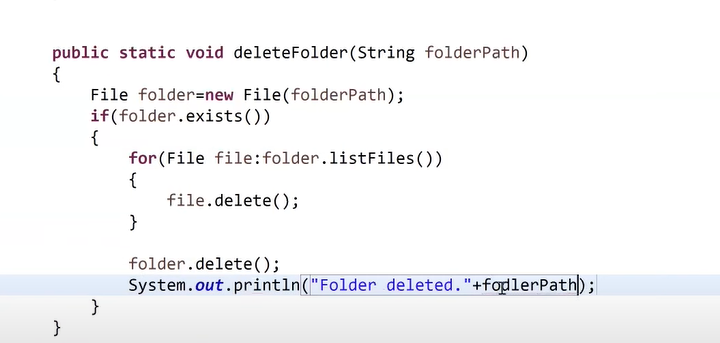 public static void deleteFolder(String folderPath)
{
File folder=new File(folderPath);
if(folder.exists())
{
for(File file:folder.listFiles())
{
file.delete();
}
folder.delete();
System.out.println("Folder deleted."+fodlerPath);
}
}